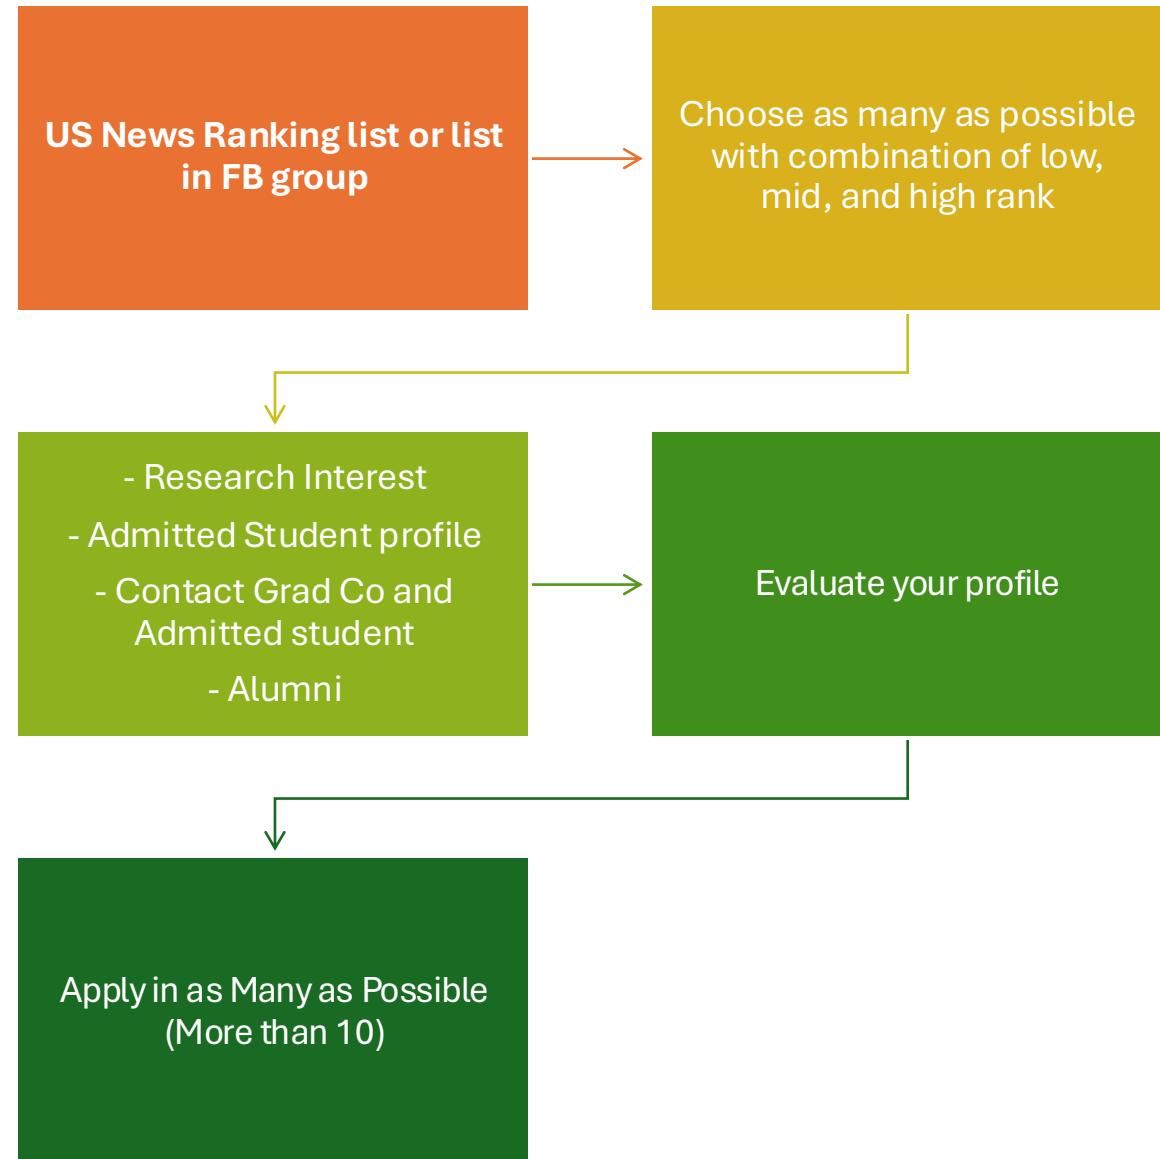 US News Ranking list or list
in FB group
Choose as many as possible
with combination of low,
mid, and high rank
- Research Interest
- Admitted Student profile
- Contact Grad Co and
Admitted student
- Alumni
Evaluate your profile
Apply in as Many as Possible
(More than 10)